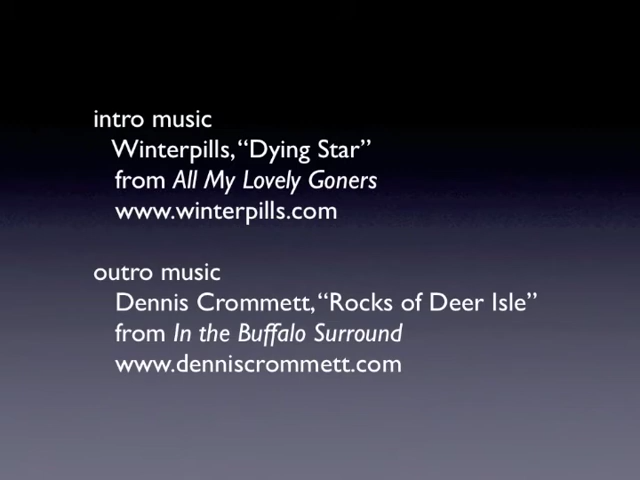 intro music
Winterpills, “Dying Star”
from All My Lovely Goners
www.winterpills.com
outro music
Dennis Crommett, “Rocks of Deer Isle”
from In the Buffalo Surround
www.denniscrommett.com